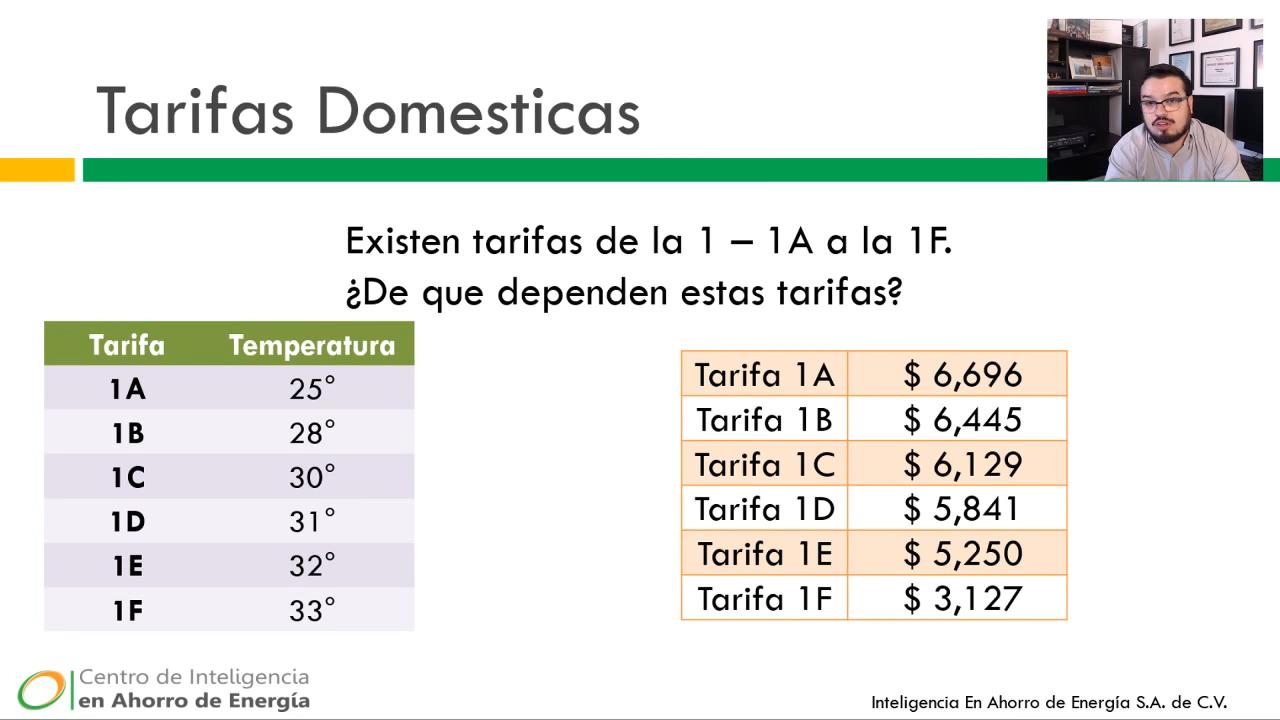 Tarifas Domesticas
Existen tarifas de la 1 – 1A a la 1F.
¿De que dependen estas tarifas?
Tarifa Temperatura
1A 25°
1B 28°
1C 30°
1D 31°
1E 32°
1F 33°
Tarifa 1A $ 6,696
Tarifa 1B $ 6,445
Tarifa 1C $ 6,129
Tarifa 1D $ 5,841
Tarifa 1E $ 5,250
Tarifa 1F $ 3,127
Centro de Inteligencia
en Ahorro de Energía
Inteligencia En Ahorro de Energía S.A. de C.V.